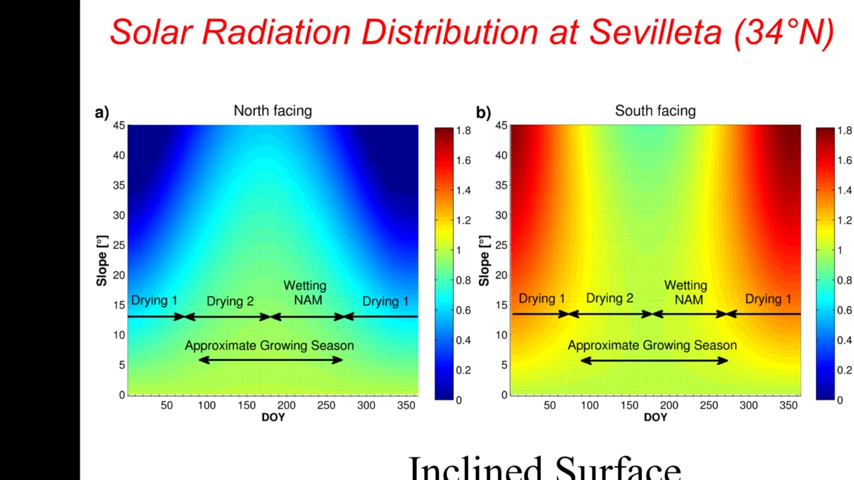 Solar Radiation Distribution at Sevilleta (34°N)
a)
North facing
45
40
35
30
25
20
15
10
5
0
Slope [°]
Drying 1
Drying 2
Wetting
NAM
Drying 1
Approximate Growing Season
50 100 150 200 250 300 350
DOY
1.8
1.6
1.4
1.2
1
0.8
0.6
0.4
0.2
0
b)
South facing
45
40
35
30
25
20
15
10
5
0
Slope [°]
Drying 1
Drying 2
Wetting
NAM
Drying 1
Approximate Growing Season
50 100 150 200 250 300 350
DOY
1.8
1.6
1.4
1.2
1
0.8
0.6
0.4
0.2
0
Inclined Surface